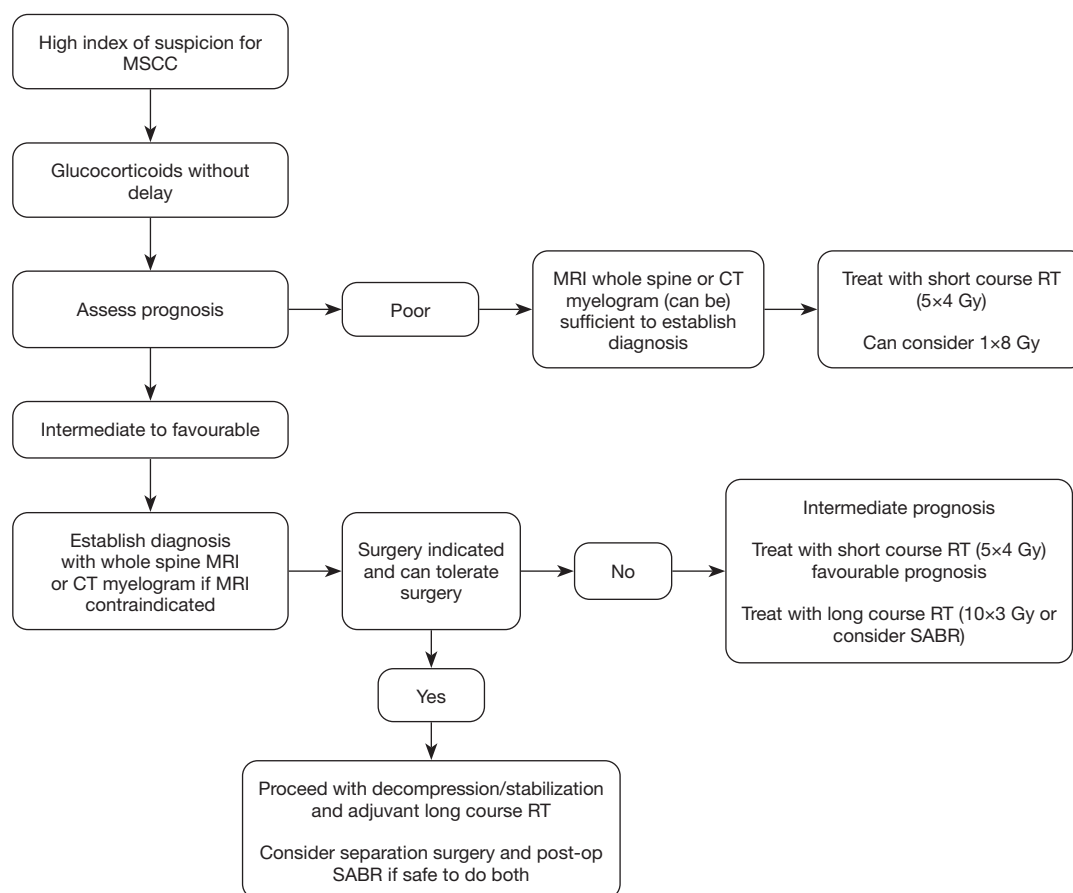 High index of suspicion for
MSCC
Glucocorticoids without
delay
Assess prognosis
Poor
MRI whole spine or CT
myelogram (can be)
sufficient to establish
diagnosis
Treat with short course RT
(5×4 Gy)
Can consider 1×8 Gy
Intermediate to favourable
Establish diagnosis
with whole spine MRI
or CT myelogram if MRI
contraindicated
Surgery indicated
and can tolerate
surgery
No
Intermediate prognosis
Treat with short course RT (5×4 Gy)
favourable prognosis
Treat with long course RT (10×3 Gy or
consider SABR)
Yes
Proceed with decompression/stabilization
and adjuvant long course RT
Consider separation surgery and post-op
SABR if safe to do both